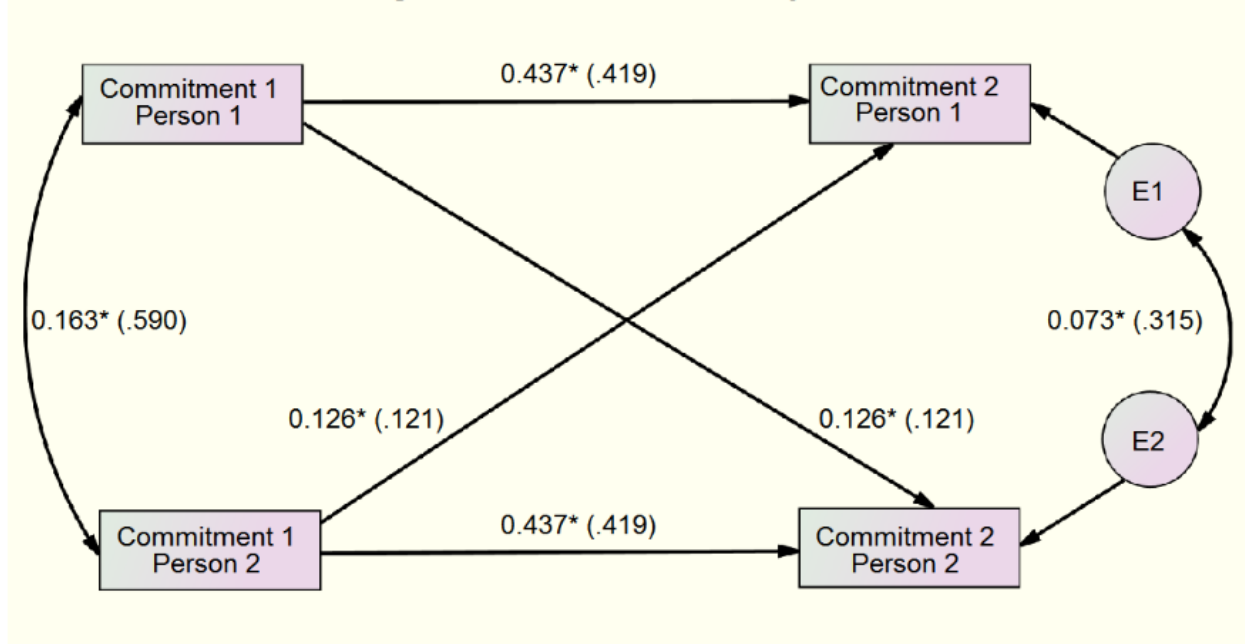 0.437* (.419)
Commitment 1
Person 1
Commitment 2
Person 1
E1
0.163* (.590)
0.073* (.315)
0.126* (.121)
0.126* (.121)
E2
Commitment 1
Person 2
0.437* (.419)
Commitment 2
Person 2